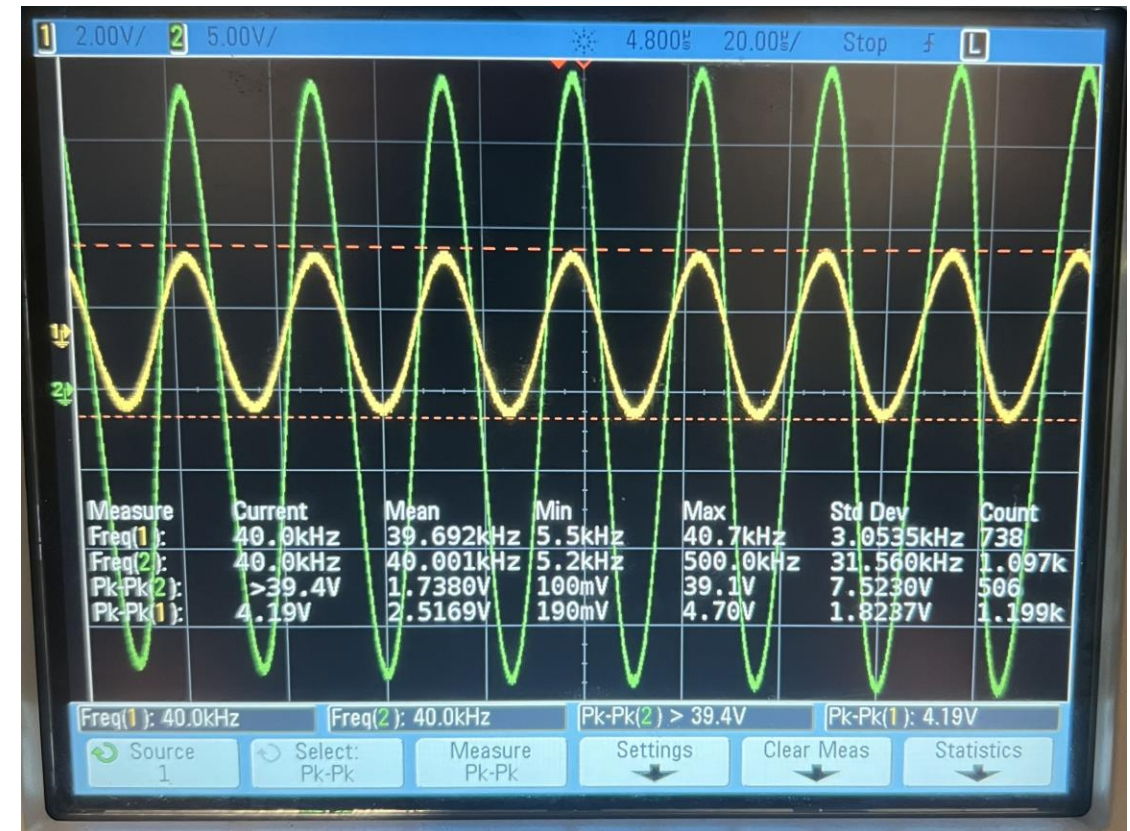 1 2.00V/ 2 5.00V/ 4.800µs 20.00µs/ Stop L
1
2
Measure Current Mean Min Max Std Dev Count
Freq(1): 40.0kHz 39.692kHz 5.5kHz 40.7kHz 3.0535kHz 738
Freq(2): 40.0kHz 40.001kHz 5.2kHz 500.0kHz 31.560kHz 1.097k
Pk-Pk(2): >39.4V 1.7380V 100mV 39.1V 7.5230V 506
Pk-Pk(1): 4.19V 2.5169V 190mV 4.70V 1.8237V 1.199k
Freq(1): 40.0kHz Freq(2): 40.0kHz Pk-Pk(2) > 39.4V Pk-Pk(1): 4.19V
Source Select: Measure Settings Clear Meas Statistics
1 Pk-Pk Pk-Pk